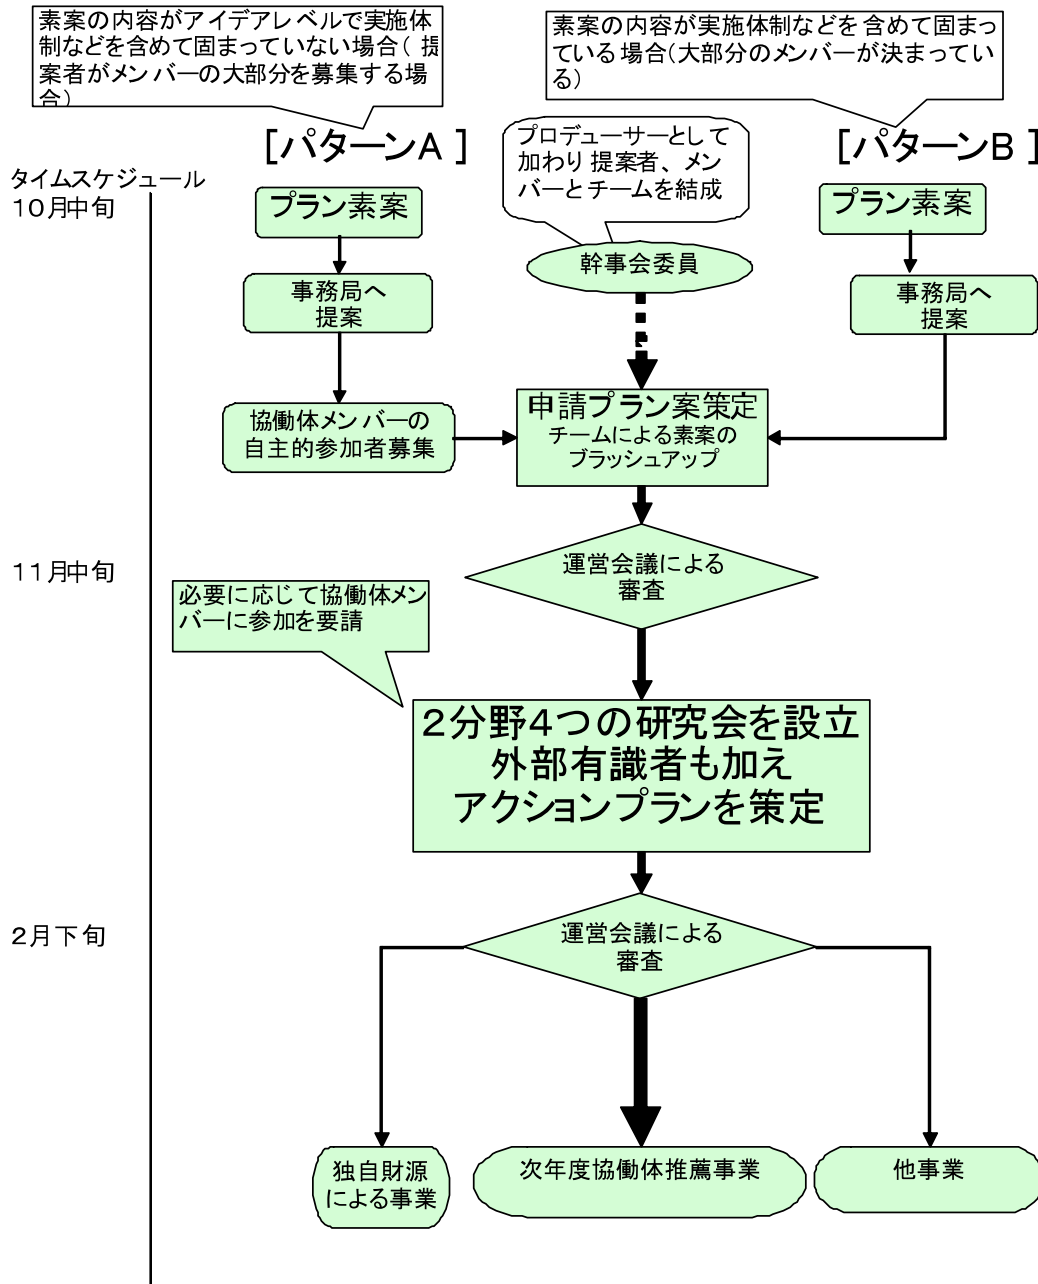 素案の内容がアイデアレベルで実施体
制などを含めて固まっていない場合( 提
案者がメンバーの大部分を募集する場
合)
素案の内容が実施体制などを含めて固まっ
ている場合(大部分のメンバーが決まってい
る)
[パターンA ]
プロデューサーとして
加わり 提案者、メン
バーとチームを結成
[パターンB ]
タイムスケジュール
10月中旬
プラン素案
プラン素案
幹事会委員
事務局へ
提案
事務局へ
提案
協働体メンバーの
自主的参加者募集
申請プラン案策定
チームによる素案の
ブラッシュアップ
11月中旬
運営会議による
審査
必要に応じて協働体メン
バーに参加を要請
2分野4つの研究会を設立
外部有識者も加え
アクションプランを策定
2月下旬
運営会議による
審査
独自財源
による事業
次年度協働体推薦事業
他事業